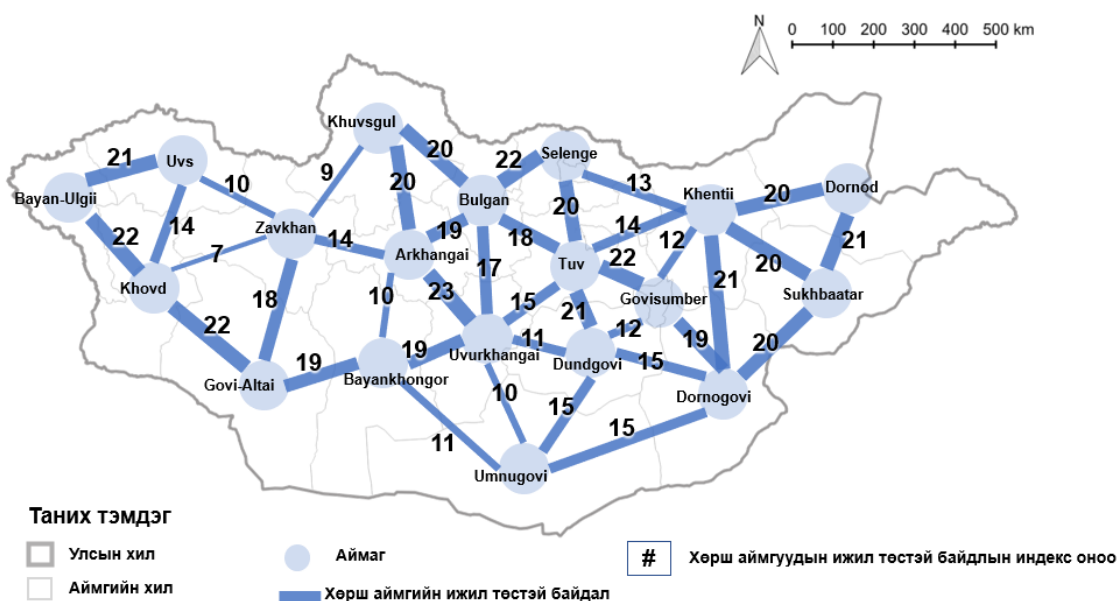 N
0 100 200 300 400 500 km
Khuvsgul
Selenge
21
Uvs
20
22
9
13
10
Khentii
20
Dornod
Bayan-Ulgii
Bulgan
20
20
14
Zavkhan
14
19
18
12
21
22
7
14
Arkhangai
Tuv
22
20
Khovd
17
21
Sukhbaatar
10
23
15
Govisumber
18
21
22
11
12
19
20
19
19
Uvurkhangai
Dundgovi
15
Govi-Altai
Bayankhongor
10
15
Dornogovi
11
15
Umnugovi
Таних тэмдэг
Улсын хил
Аймаг
# Хөрш аймгуудын ижил төстэй байдлын индекс оноо
Аймгийн хил
Хөрш аймгийн ижил төстэй байдал